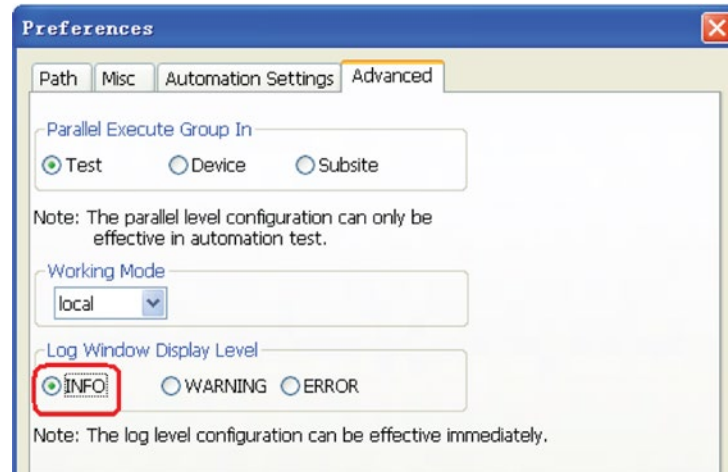 Preferences
Path Misc Automation Settings Advanced
Parallel Execute Group In
Test Device Subsite
Note: The parallel level configuration can only be
effective in automation test.
Working Mode
local
Log Window Display Level
INFO WARNING ERROR
Note: The log level configuration can be effective immediately.